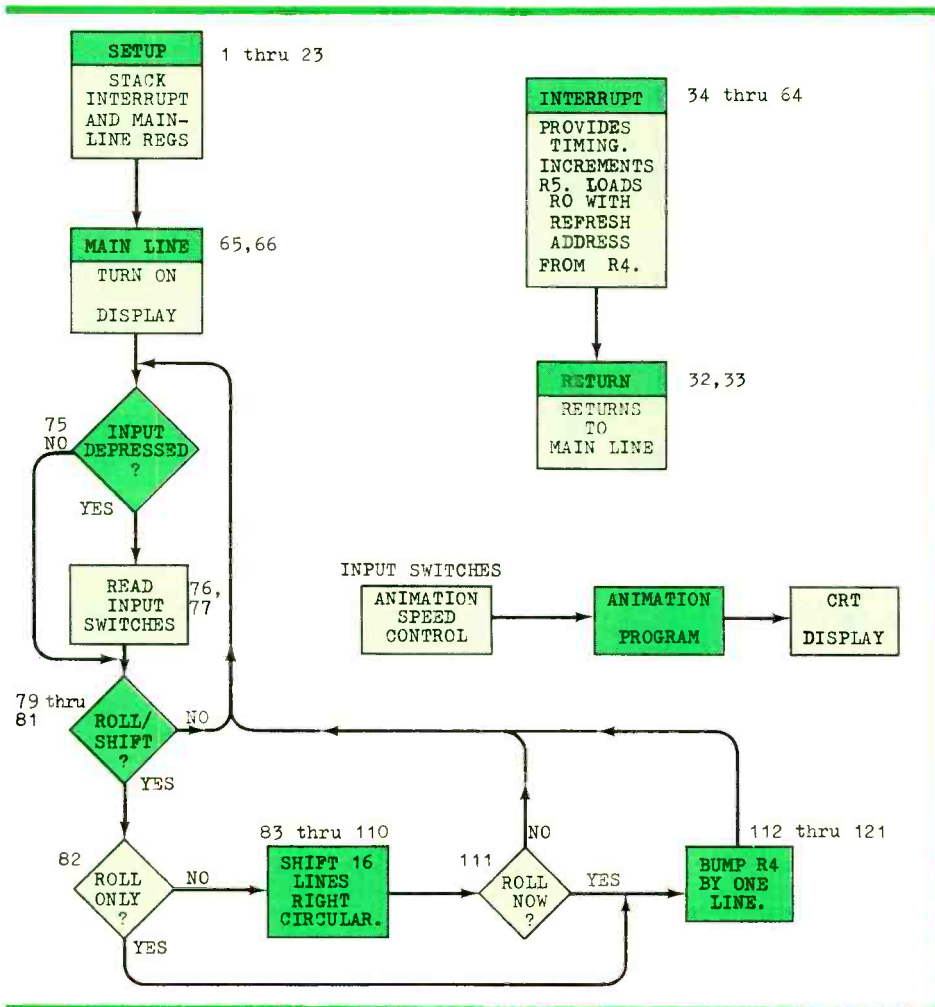 SETUP
1 thru 23
STACK
INTERRUPT
AND MAIN-
LINE REGS
INTERRUPT
34 thru 64
PROVIDES
TIMING.
INCREMENTS
R5. LOADS
RO WITH
REFRESH
ADDRESS
FROM R4.
MAIN LINE
65,66
TURN ON
DISPLAY
RETURN
32,33
RETURNS
TO
MAIN LINE
75
NO
INPUT
DEPRESSED
?
YES
READ
INPUT
SWITCHES
76,
77
INPUT SWITCHES
ANIMATION
SPEED
CONTROL
ANIMATION
PROGRAM
CRT
DISPLAY
79 thru
81
ROLL/
SHIFT
?
NO
YES
82
ROLL
ONLY
?
NO
YES
83 thru 110
SHIFT 16
LINES
RIGHT
CIRCULAR.
111
NO
ROLL
NOW
?
YES
112 thru 121
BUMP R4
BY ONE
LINE.